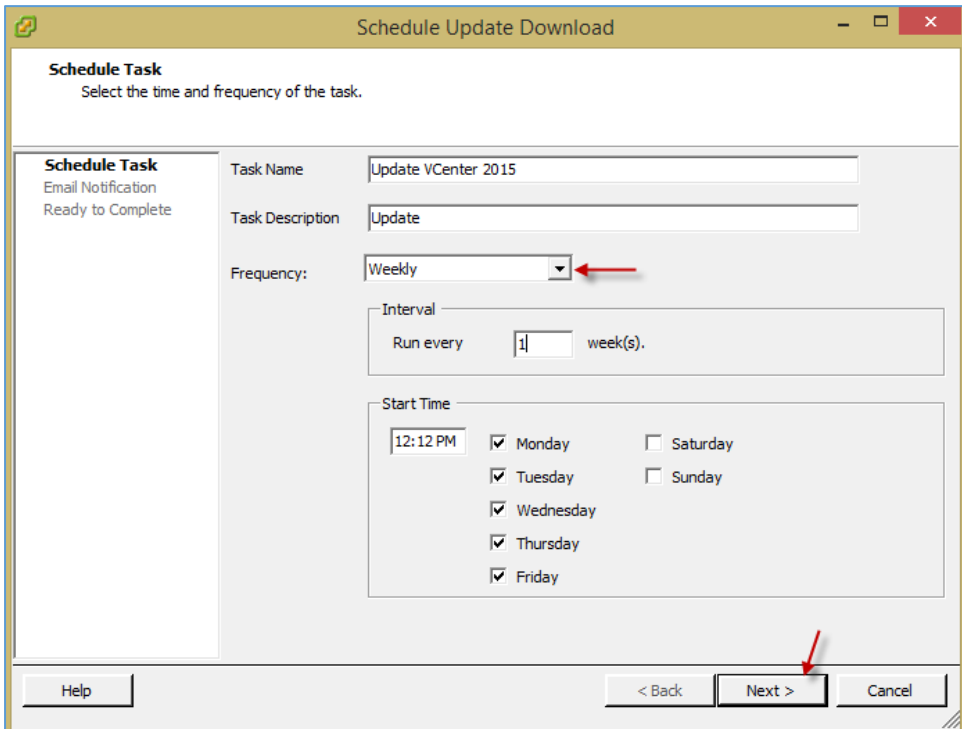 Schedule Update Download
Schedule Task
Select the time and frequency of the task.
Schedule Task
Email Notification
Ready to Complete
Task Name
Update VCenter 2015
Task Description
Update
Frequency:
Weekly
Interval
Run every 1 week(s).
Start Time
12:12 PM
Monday
Saturday
Tuesday
Sunday
Wednesday
Thursday
Friday
Help
< Back
Next >
Cancel